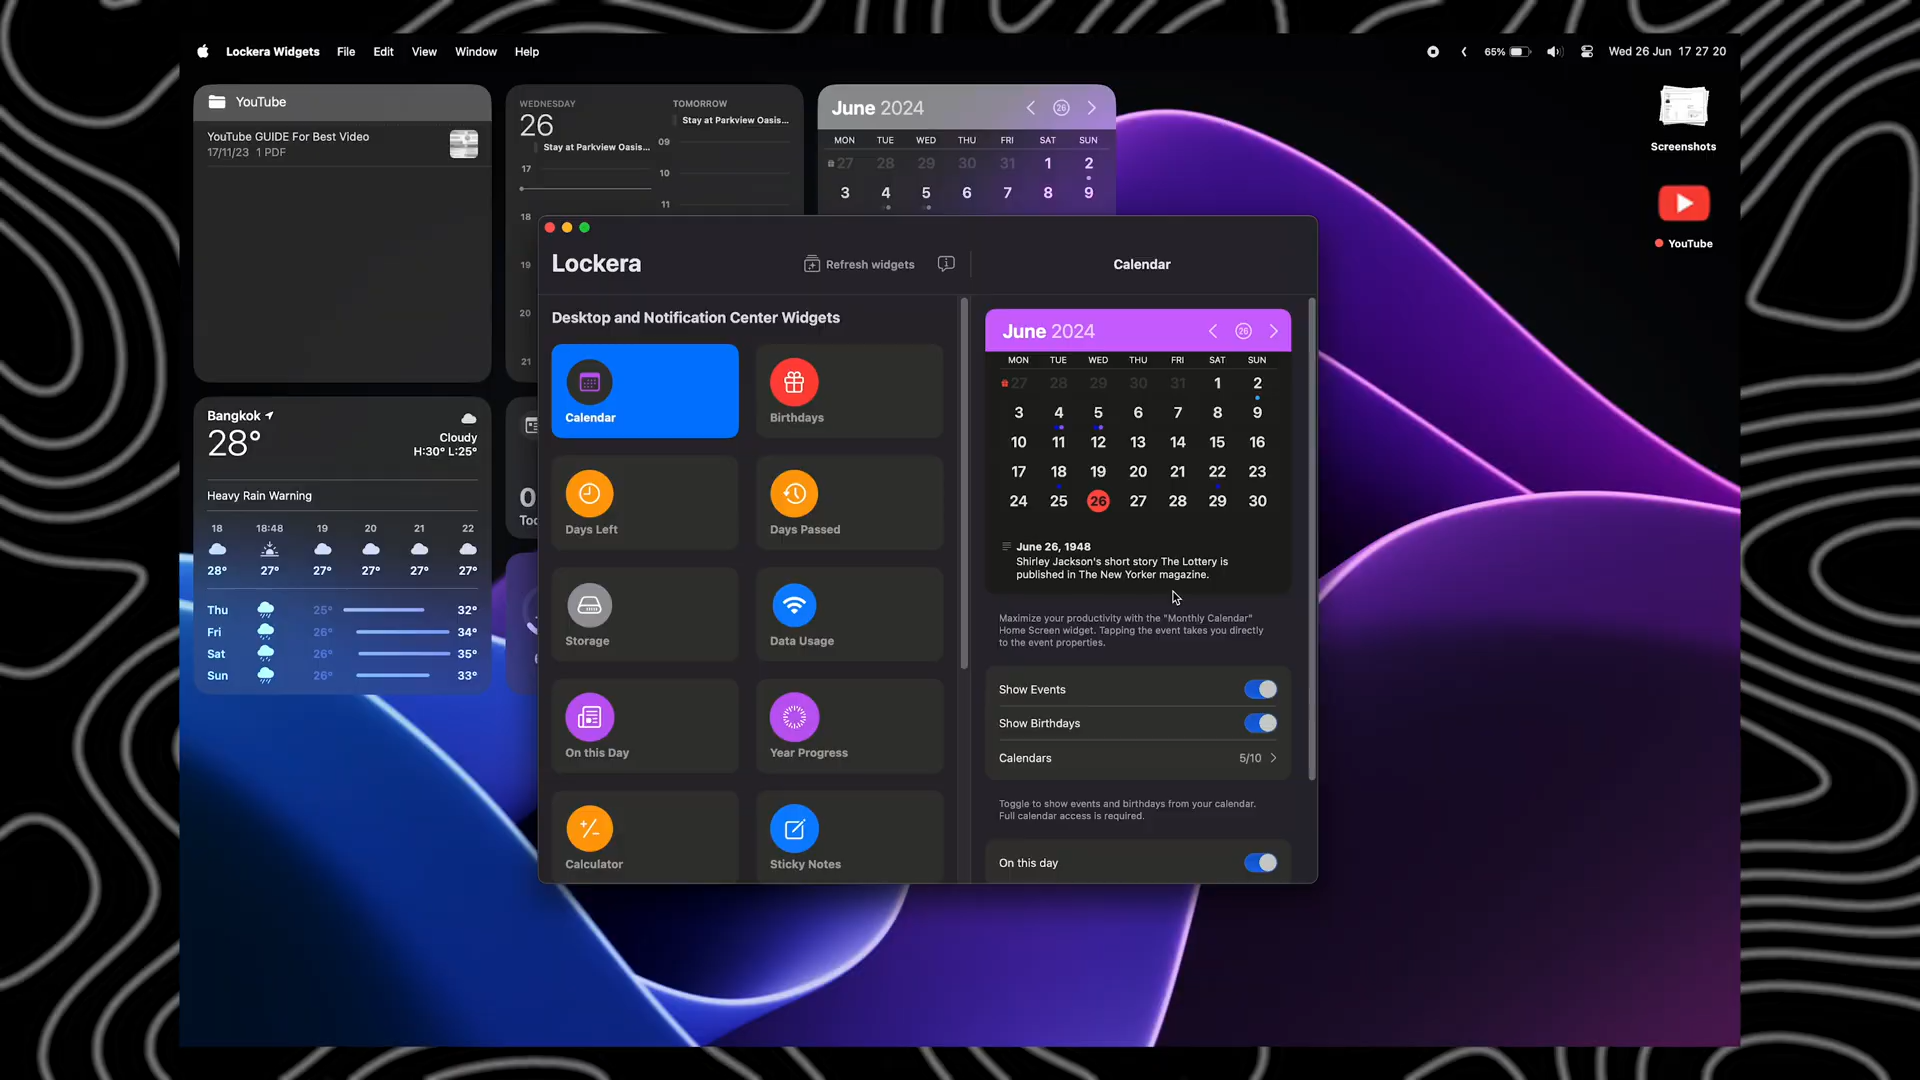 Lockera Widgets File Edit View Window Help
65% Wed 26 Jun 17 27 20
YouTube
YouTube GUIDE For Best Video
17/11/23 1 PDF
WEDNESDAY
26
Stay at Parkview Oasis...
17
18
19
20
21
TOMORROW
Stay at Parkview Oasis...
09
10
11
June 2024
26
MON TUE WED THU FRI SAT SUN
27 28 29 30 31 1 2
3 4 5 6 7 8 9
Screenshots
YouTube
Bangkok
28°
Cloudy
H:30° L:25°
Heavy Rain Warning
18 18:48 19 20 21 22
28° 27° 27° 27° 27° 27°
Thu 25° 32°
Fri 26° 34°
Sat 26° 35°
Sun 26° 33°
Lockera
Refresh widgets
Desktop and Notification Center Widgets
Calendar
Birthdays
Days Left
Days Passed
Storage
Data Usage
On this Day
Year Progress
Calculator
Sticky Notes
Calendar
June 2024
26
MON TUE WED THU FRI SAT SUN
27 28 29 30 31 1 2
3 4 5 6 7 8 9
10 11 12 13 14 15 16
17 18 19 20 21 22 23
24 25 26 27 28 29 30
June 26, 1948
Shirley Jackson's short story The Lottery is
published in The New Yorker magazine.
Maximize your productivity with the "Monthly Calendar"
Home Screen widget. Tapping the event takes you directly
to the event properties.
Show Events
Show Birthdays
Calendars 5/10
Toggle to show events and birthdays from your calendar.
Full calendar access is required.
On this day